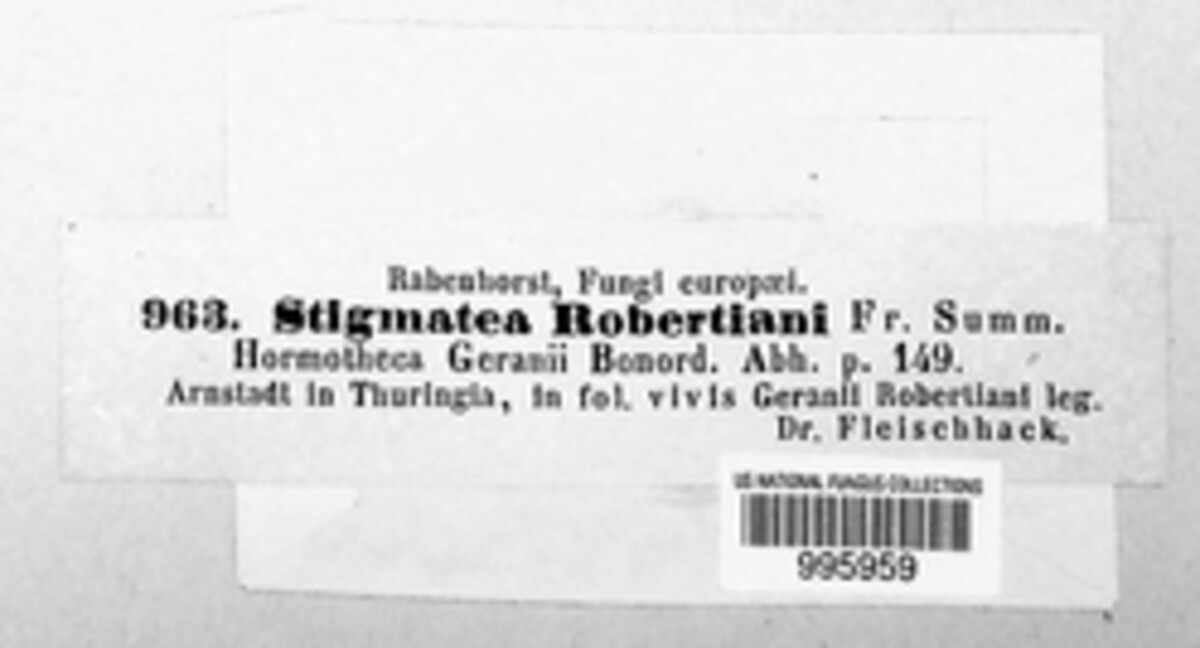 Rabenhorst, Fungi europæi.
963. Stigmatea Robertiani Fr. Summ.
Hormotheca Geranii Bonord. Abh. p. 149.
Arnstadt in Thuringia, in fol. vivis Geranii Robertiani leg.
Dr. Fleischhack.
US NATIONAL FUNGUS COLLECTIONS
995959